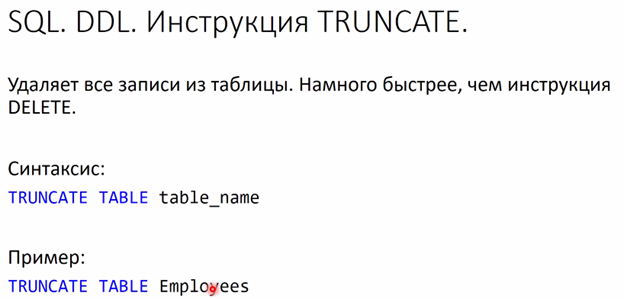 SQL. DDL. Инструкция TRUNCATE.
Удаляет все записи из таблицы. Намного быстрее, чем инструкция
DELETE.
Синтаксис:
TRUNCATE TABLE table_name
Пример:
TRUNCATE TABLE Employees